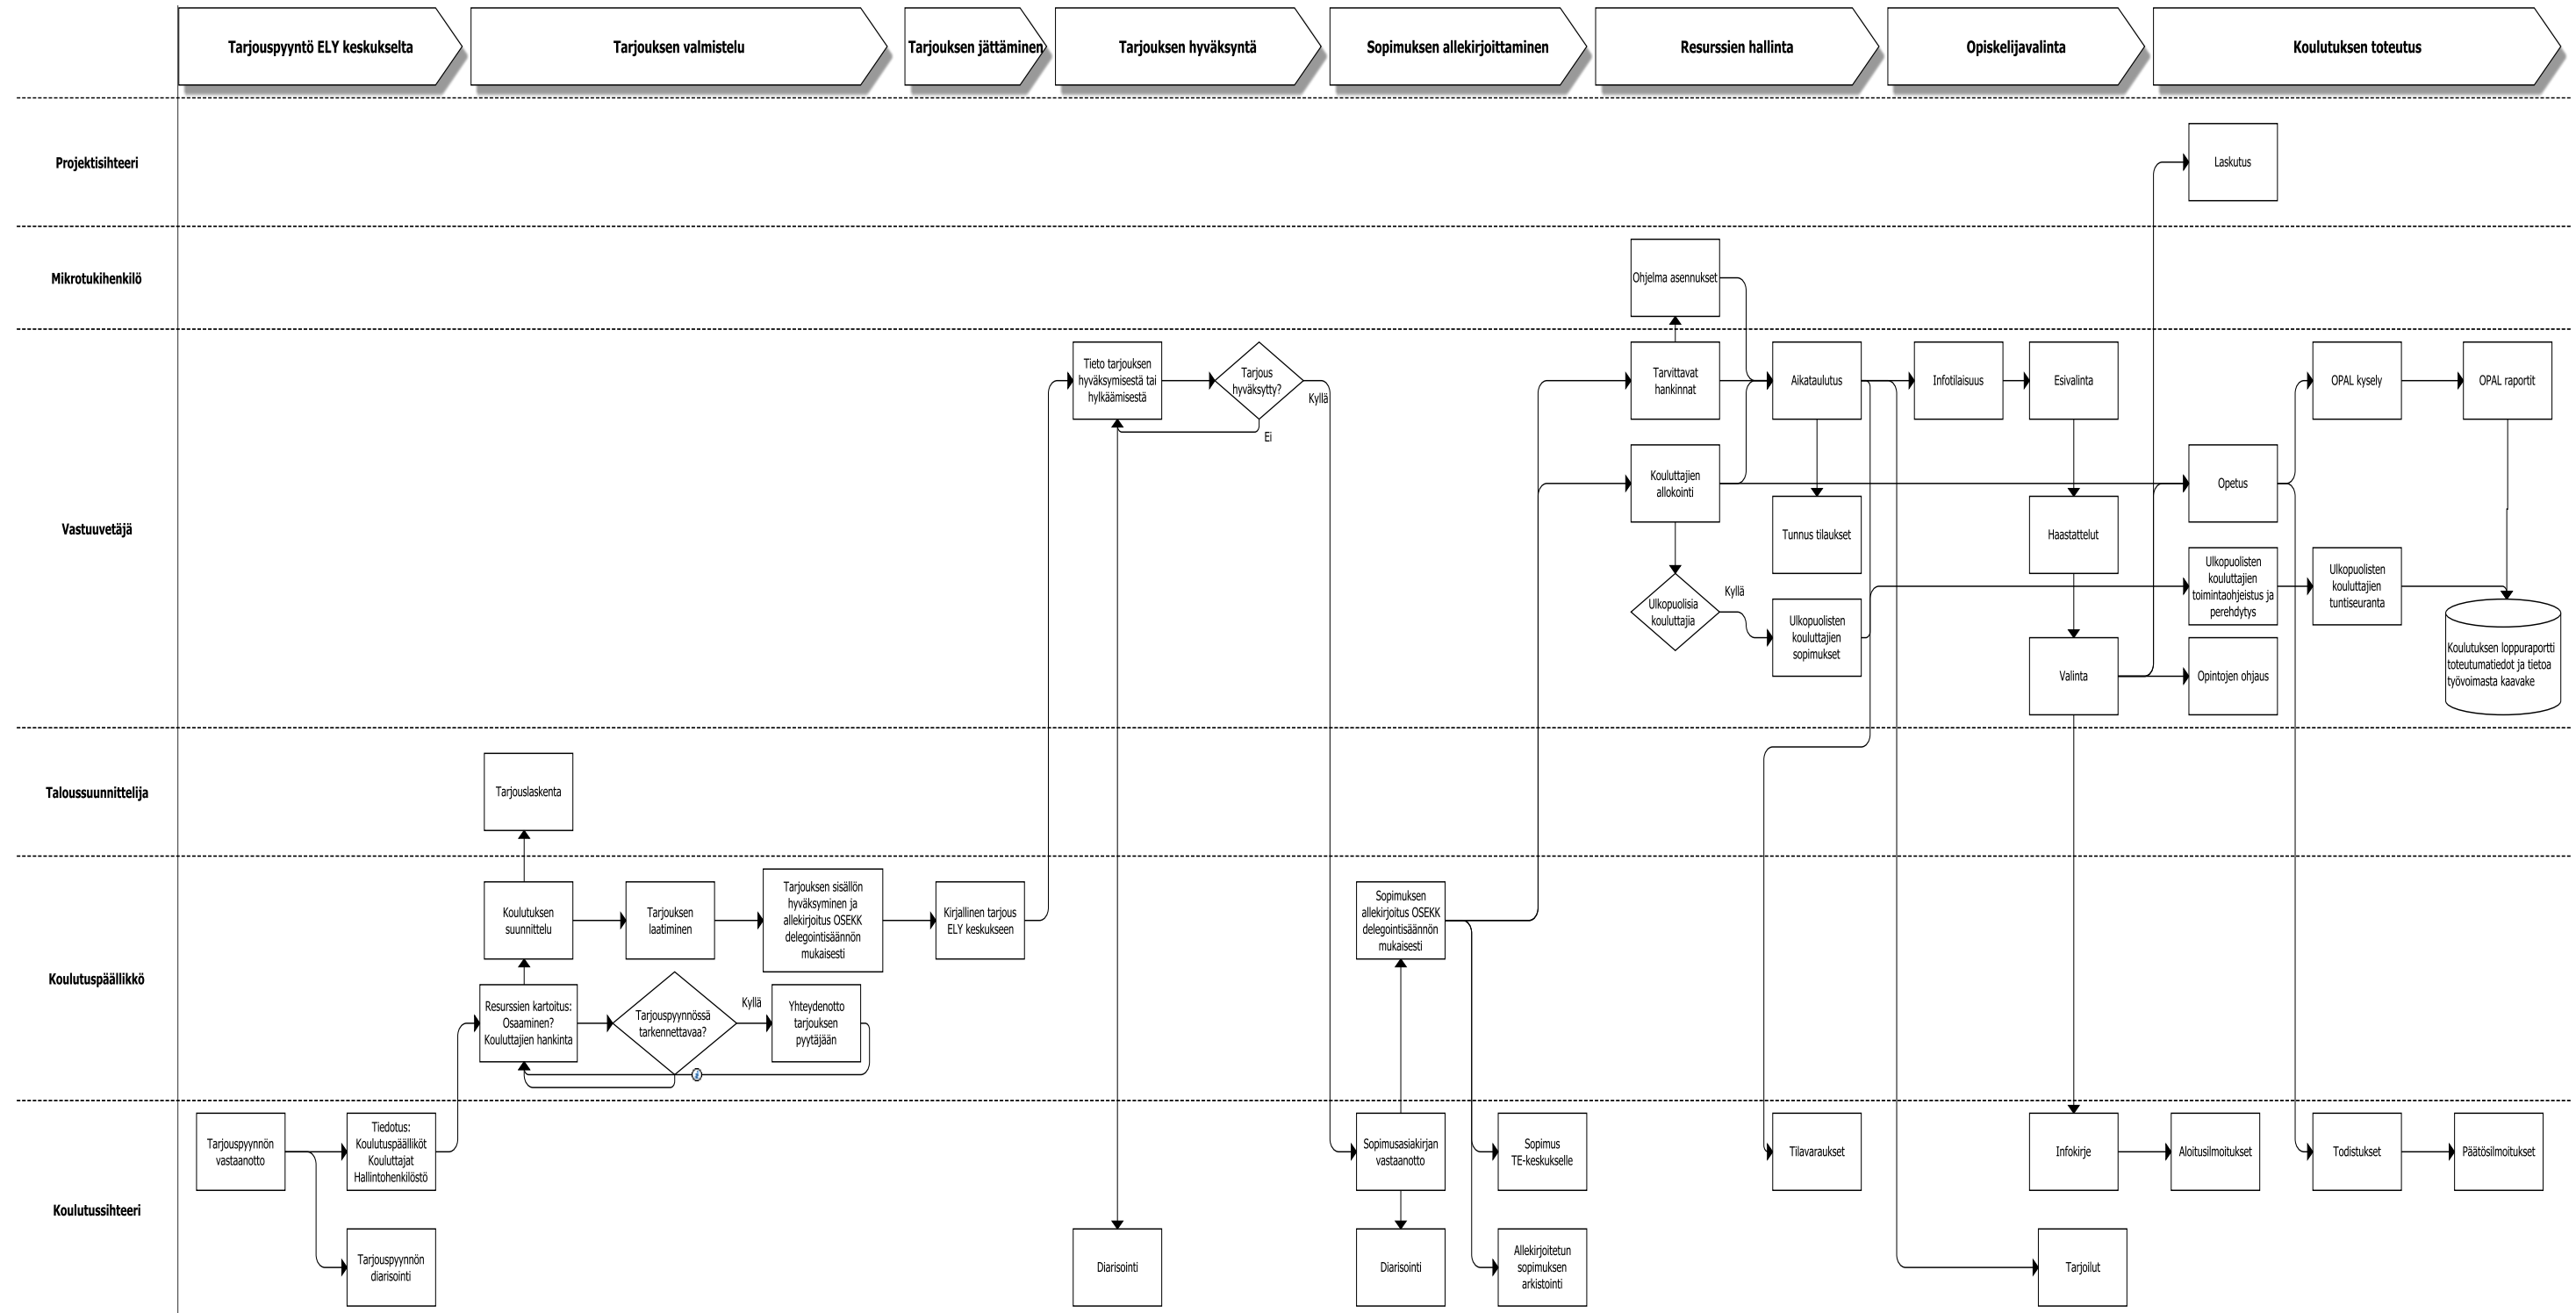 Tarjouspyyntö ELY keskukselta
Tarjouksen valmistelu
Tarjouksen jättäminen
Tarjouksen hyväksyntä
Sopimuksen allekirjoittaminen
Resurssien hallinta
Opiskelijavalinta
Koulutuksen toteutus
Projektisihteeri
Laskutus
Mikrotukihenkilö
Ohjelma asennukset
Vastuuvetäjä
Tieto tarjouksen
hyväksymisestä tai
hylkäämisestä
Tarjous
hyväksytty?
Kyllä
Ei
Tarvittavat
hankinnat
Aikataulutus
Infotilaisuus
Esivalinta
OPAL kysely
OPAL raportit
Kouluttajien
allokointi
Opetus
Tunnus tilaukset
Haastattelut
Ulkopuolisia
kouluttajia
Kyllä
Ulkopuolisten
kouluttajien
sopimukset
Ulkopuolisten
kouluttajien
toimintaohjeistus ja
perehdytys
Ulkopuolisten
kouluttajien
tuntiseuranta
Valinta
Opintojen ohjaus
Koulutuksen loppuraportti
toteutumatiedot ja tietoa
työvoimasta kaavake
Taloussuunnittelija
Tarjouslaskenta
Koulutuspäällikkö
Koulutuksen
suunnittelu
Tarjouksen
laatiminen
Tarjouksen sisällön
hyväksyminen ja
allekirjoitus OSEKK
delegointisäännön
mukaisesti
Kirjallinen tarjous
ELY keskukseen
Sopimuksen
allekirjoitus OSEKK
delegointisäännön
mukaisesti
Resurssien kartoitus:
Osaaminen?
Kouluttajien hankinta
Tarjouspyynnössä
tarkennettavaa?
Kyllä
Yhteydenotto
tarjouksen
pyytäjään
Koulutussihteeri
Tarjouspyynnön
vastaanotto
Tiedotus:
Koulutuspäälliköt
Kouluttajat
Hallintohenkilöstö
Sopimusasiakirjan
vastaanotto
Sopimus
TE-keskukselle
Tilavaraukset
Infokirje
Aloitusilmoitukset
Todistukset
Päätösilmoitukset
Tarjouspyynnön
diarisointi
Diarisointi
Diarisointi
Allekirjoitetun
sopimuksen
arkistointi
Tarjoilut